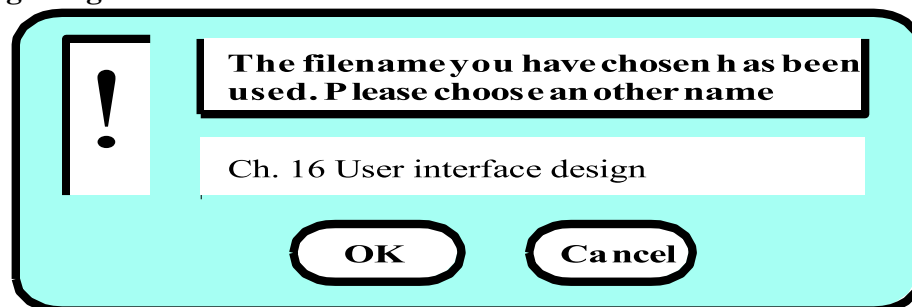 !
The filename you have chosen has been
used. Please choose another name
Ch. 16 User interface design
OK
Cancel